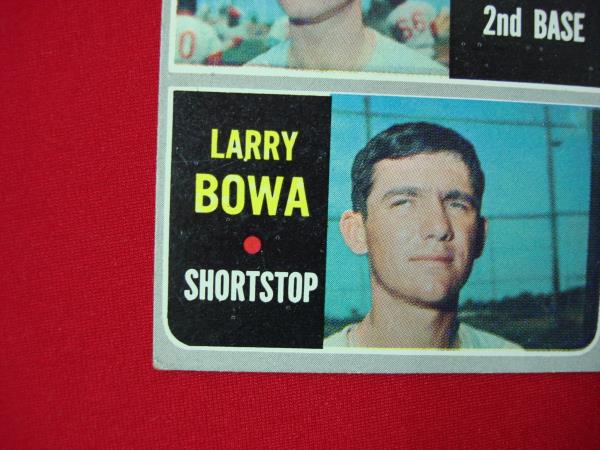 2nd BASE
LARRY
BOWA
SHORTSTOP